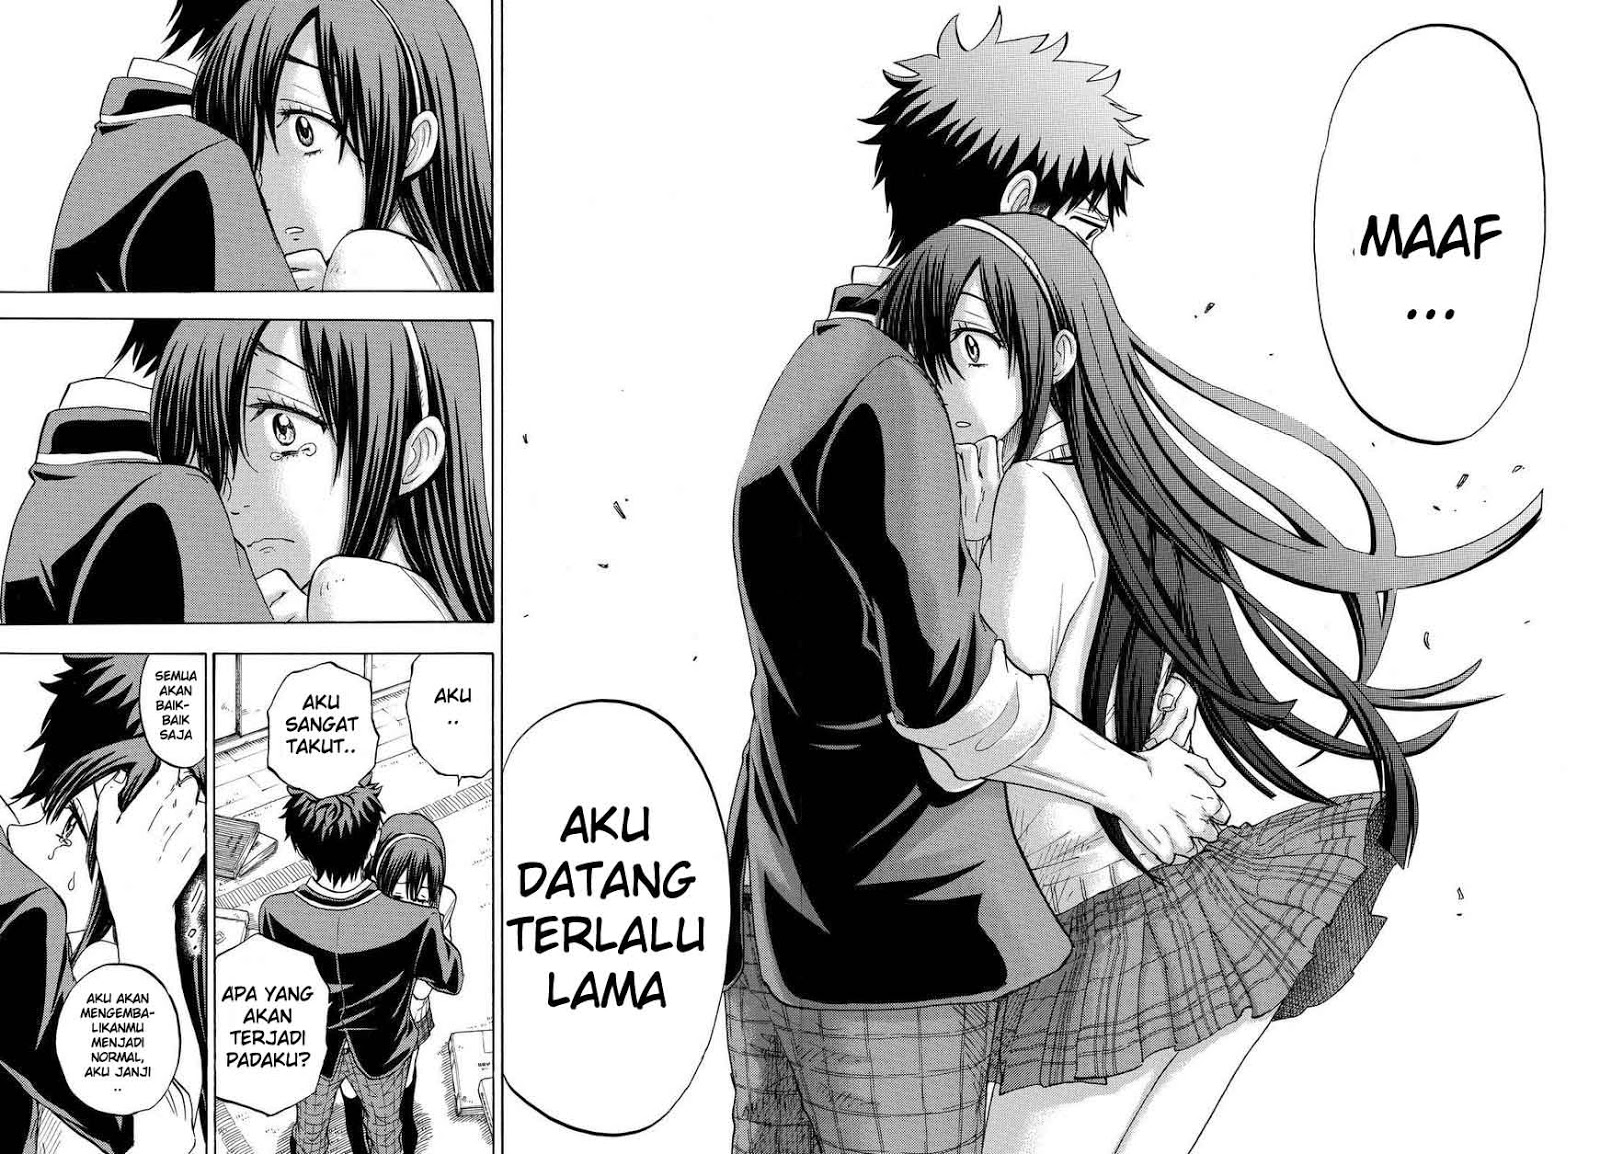 MAAF
...
AKU
DATANG
TERLALU
LAMA
AKU
..
AKU
SANGAT
TAKUT..
APA YANG
AKAN
TERJADI
PADAKU?
SEMUA
AKAN
BAIK-
BAIK
SAJA
AKU AKAN
MENGEMBA-
LIKANMU
MENJADI
NORMAL,
AKU JANJI
..